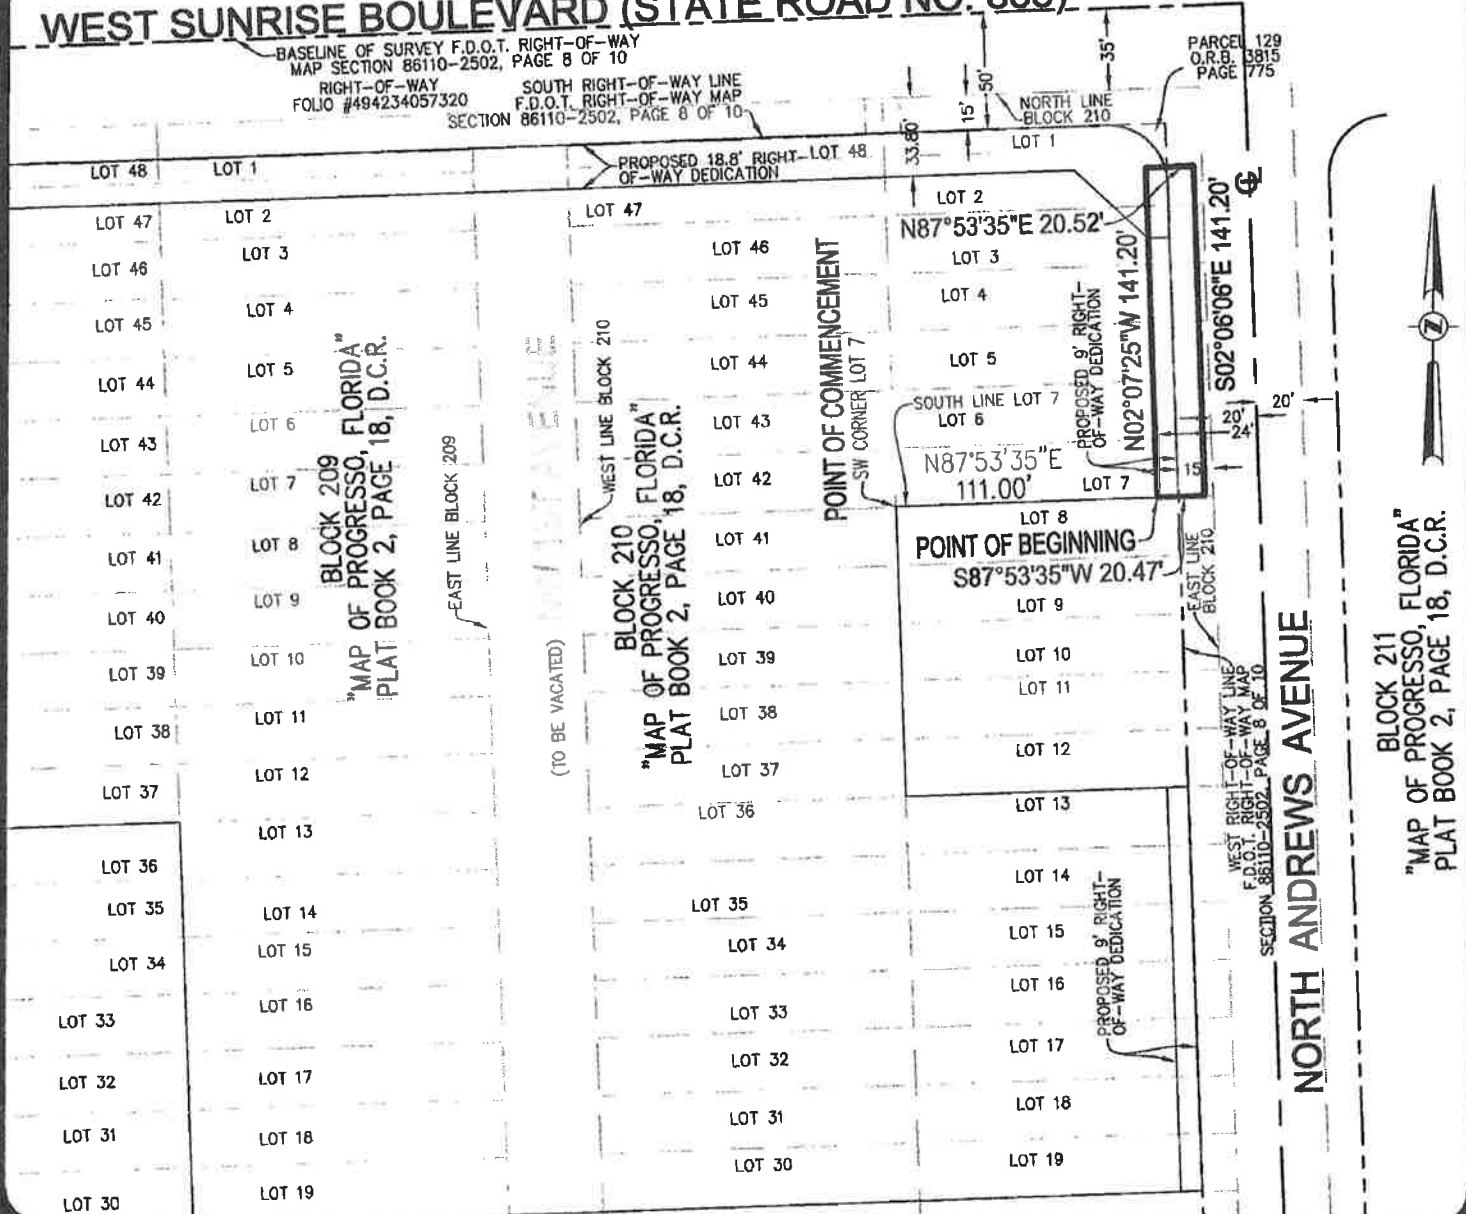 WEST SUNRISE BOULEVARD (STATE ROAD NO.
BASELINE OF SURVEY F.D.O.T. RIGHT-OF-WAY
MAP SECTION 86110-2502, PAGE 8 OF 10
RIGHT-OF-WAY
FOLIO #494234057320
SOUTH RIGHT-OF-WAY LINE
F.D.O.T. RIGHT-OF-WAY MAP
SECTION 86110-2502, PAGE 8 OF 10
50'
35'
15'
33.80'
PARCEL 129
O.R.B. 3815
PAGE 775
NORTH LINE
BLOCK 210
PROPOSED 18.8' RIGHT-
OF-WAY DEDICATION
LOT 48
LOT 47
LOT 46
LOT 45
LOT 44
LOT 43
LOT 42
LOT 41
LOT 40
LOT 39
LOT 38
LOT 37
LOT 36
LOT 35
LOT 34
LOT 33
LOT 32
LOT 31
LOT 30
LOT 1
LOT 2
LOT 3
LOT 4
LOT 5
LOT 6
LOT 7
LOT 8
LOT 9
LOT 10
LOT 11
LOT 12
LOT 13
LOT 14
LOT 15
LOT 16
LOT 17
LOT 18
LOT 19
BLOCK 209
"MAP OF PROGRESSO, FLORIDA"
PLAT BOOK 2, PAGE 18, D.C.R.
EAST LINE BLOCK 209
(TO BE VACATED)
WEST LINE BLOCK 210
BLOCK 210
"MAP OF PROGRESSO, FLORIDA"
PLAT BOOK 2, PAGE 18, D.C.R.
LOT 48
LOT 47
LOT 46
LOT 45
LOT 44
LOT 43
LOT 42
LOT 41
LOT 40
LOT 39
LOT 38
LOT 37
LOT 36
LOT 35
LOT 34
LOT 33
LOT 32
LOT 31
LOT 30
POINT OF COMMENCEMENT
SW CORNER LOT 7
LOT 1
LOT 2
N87°53'35"E 20.52'
LOT 3
LOT 4
LOT 5
SOUTH LINE LOT 7
LOT 6
N87°53'35"E
111.00'
LOT 7
LOT 8
POINT OF BEGINNING
S87°53'35"W 20.47'
LOT 9
LOT 10
LOT 11
LOT 12
LOT 13
LOT 14
LOT 15
LOT 16
LOT 17
LOT 18
LOT 19
PROPOSED 9' RIGHT-
OF-WAY DEDICATION
N02°07'25"W 141.20'
S02°06'06"E 141.20'
20'
20'
24'
15
EAST LINE
BLOCK 210
WEST RIGHT-OF-WAY LINE
F.D.O.T. RIGHT-OF-WAY MAP
SECTION 86110-2502, PAGE 8 OF 10
PROPOSED 9' RIGHT-
OF-WAY DEDICATION
NORTH ANDREWS AVENUE
BLOCK 211
"MAP OF PROGRESSO, FLORIDA"
PLAT BOOK 2, PAGE 18, D.C.R.
N